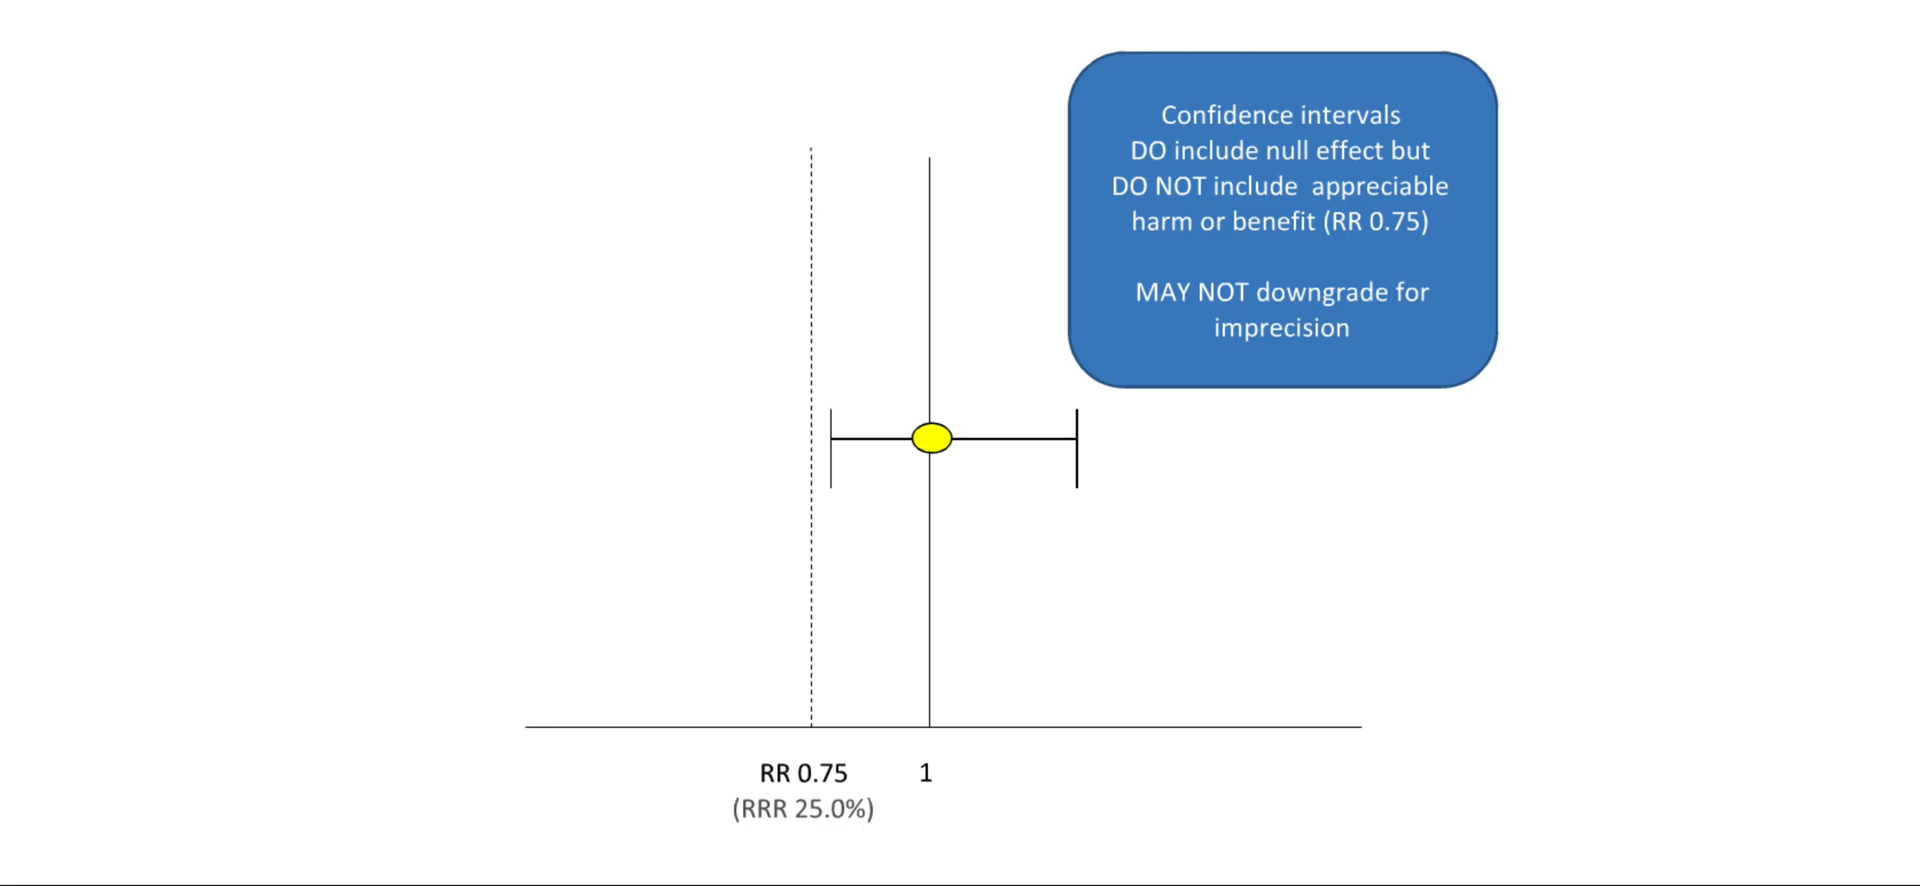 Confidence intervals
DO include null effect but
DO NOT include appreciable
harm or benefit (RR 0.75)
MAY NOT downgrade for
imprecision
RR 0.75
1
(RRR 25.0%)